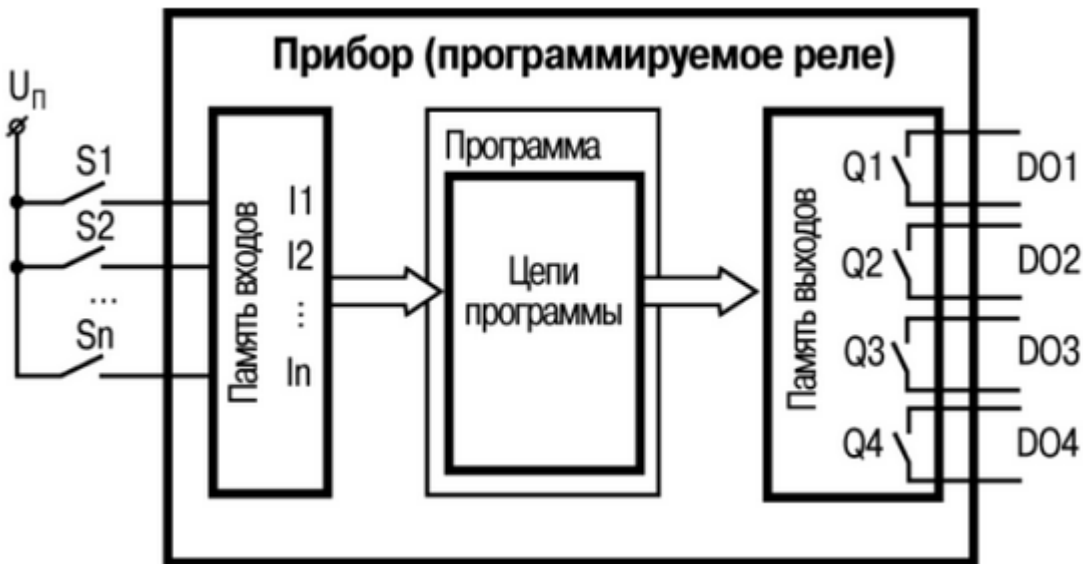 Прибор (программируемое реле)
Uп
S1
S2
...
Sn
Память входов
I1
I2
...
In
Программа
Цепи
программы
Память выходов
Q1
Q2
Q3
Q4
DO1
DO2
DO3
DO4